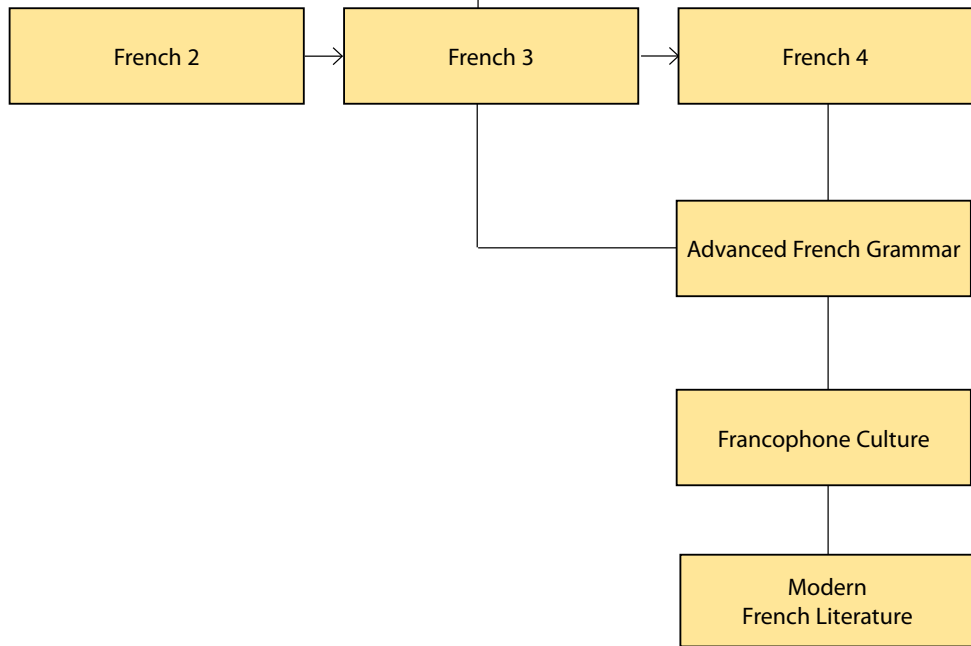 French 2
French 3
French 4
Advanced French Grammar
Francophone Culture
Modern
French Literature